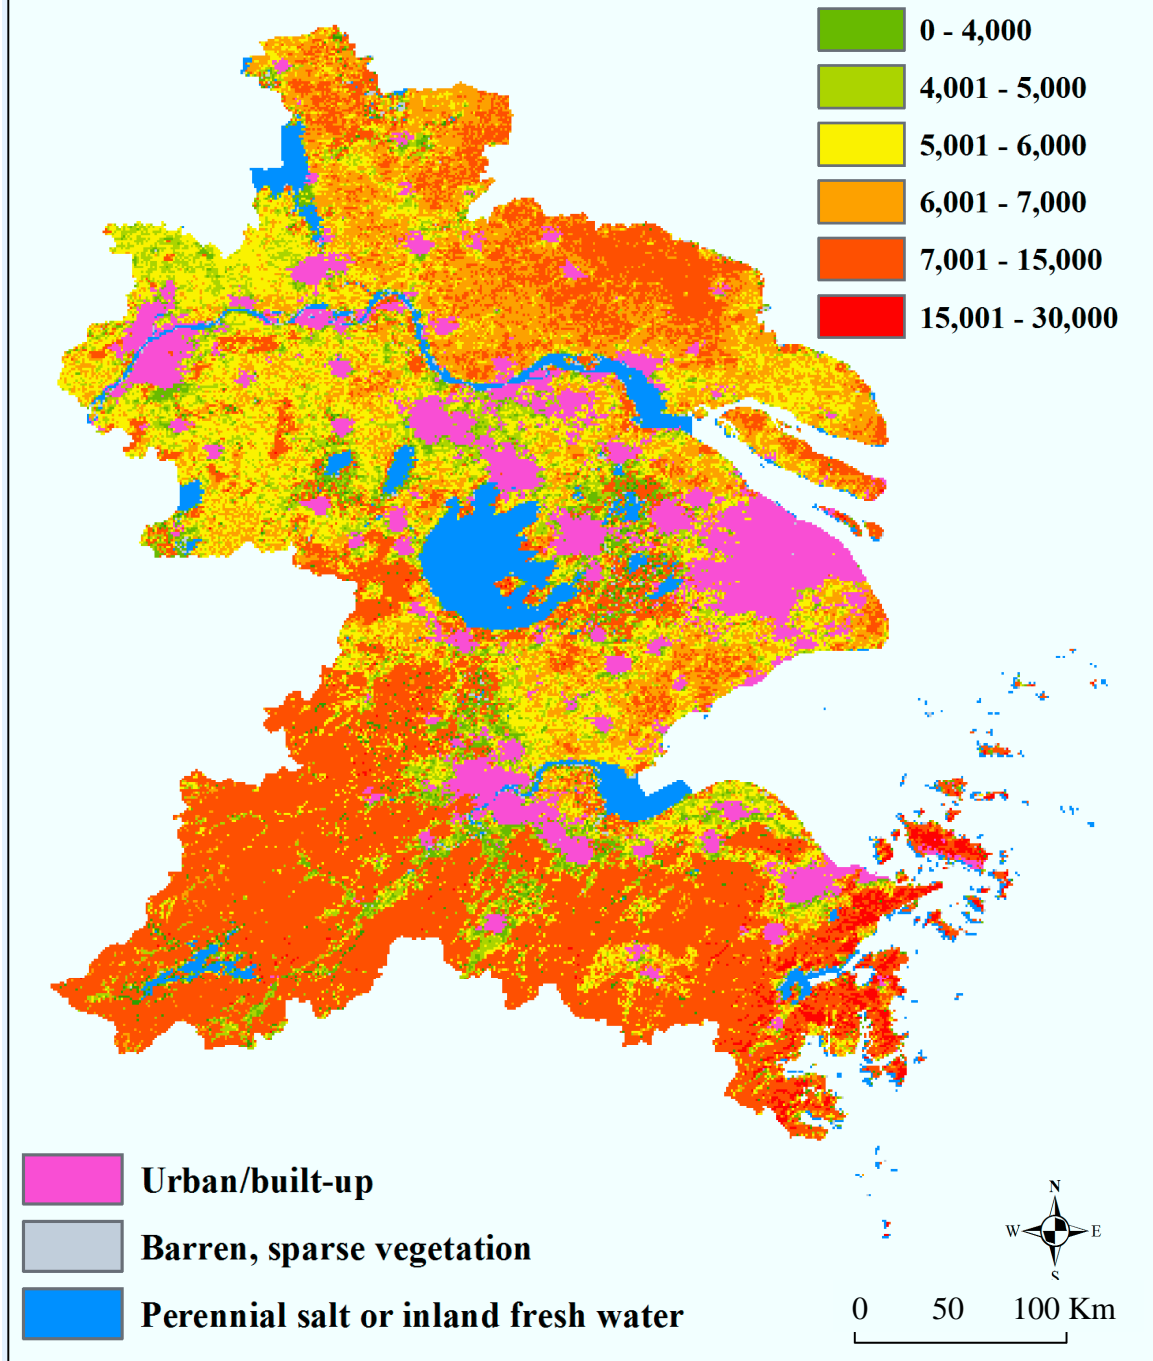 0 - 4,000
4,001 - 5,000
5,001 - 6,000
6,001 - 7,000
7,001 - 15,000
15,001 - 30,000
Urban/built-up
Barren, sparse vegetation
Perennial salt or inland fresh water
N
W E
S
0 50 100 Km